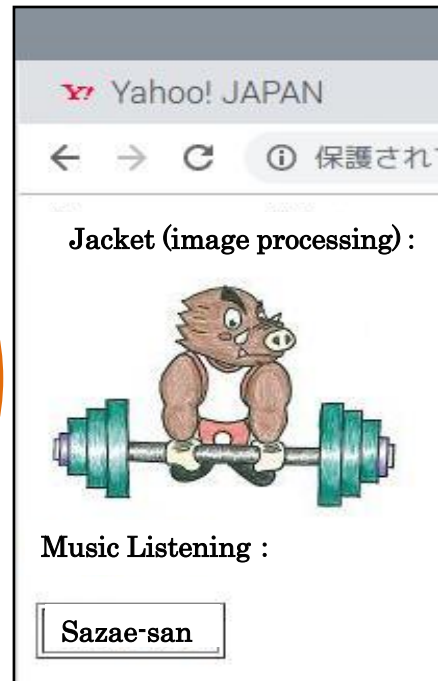 Y! Yahoo! JAPAN
保護され
Jacket (image processing) :
Music Listening :
Sazae-san